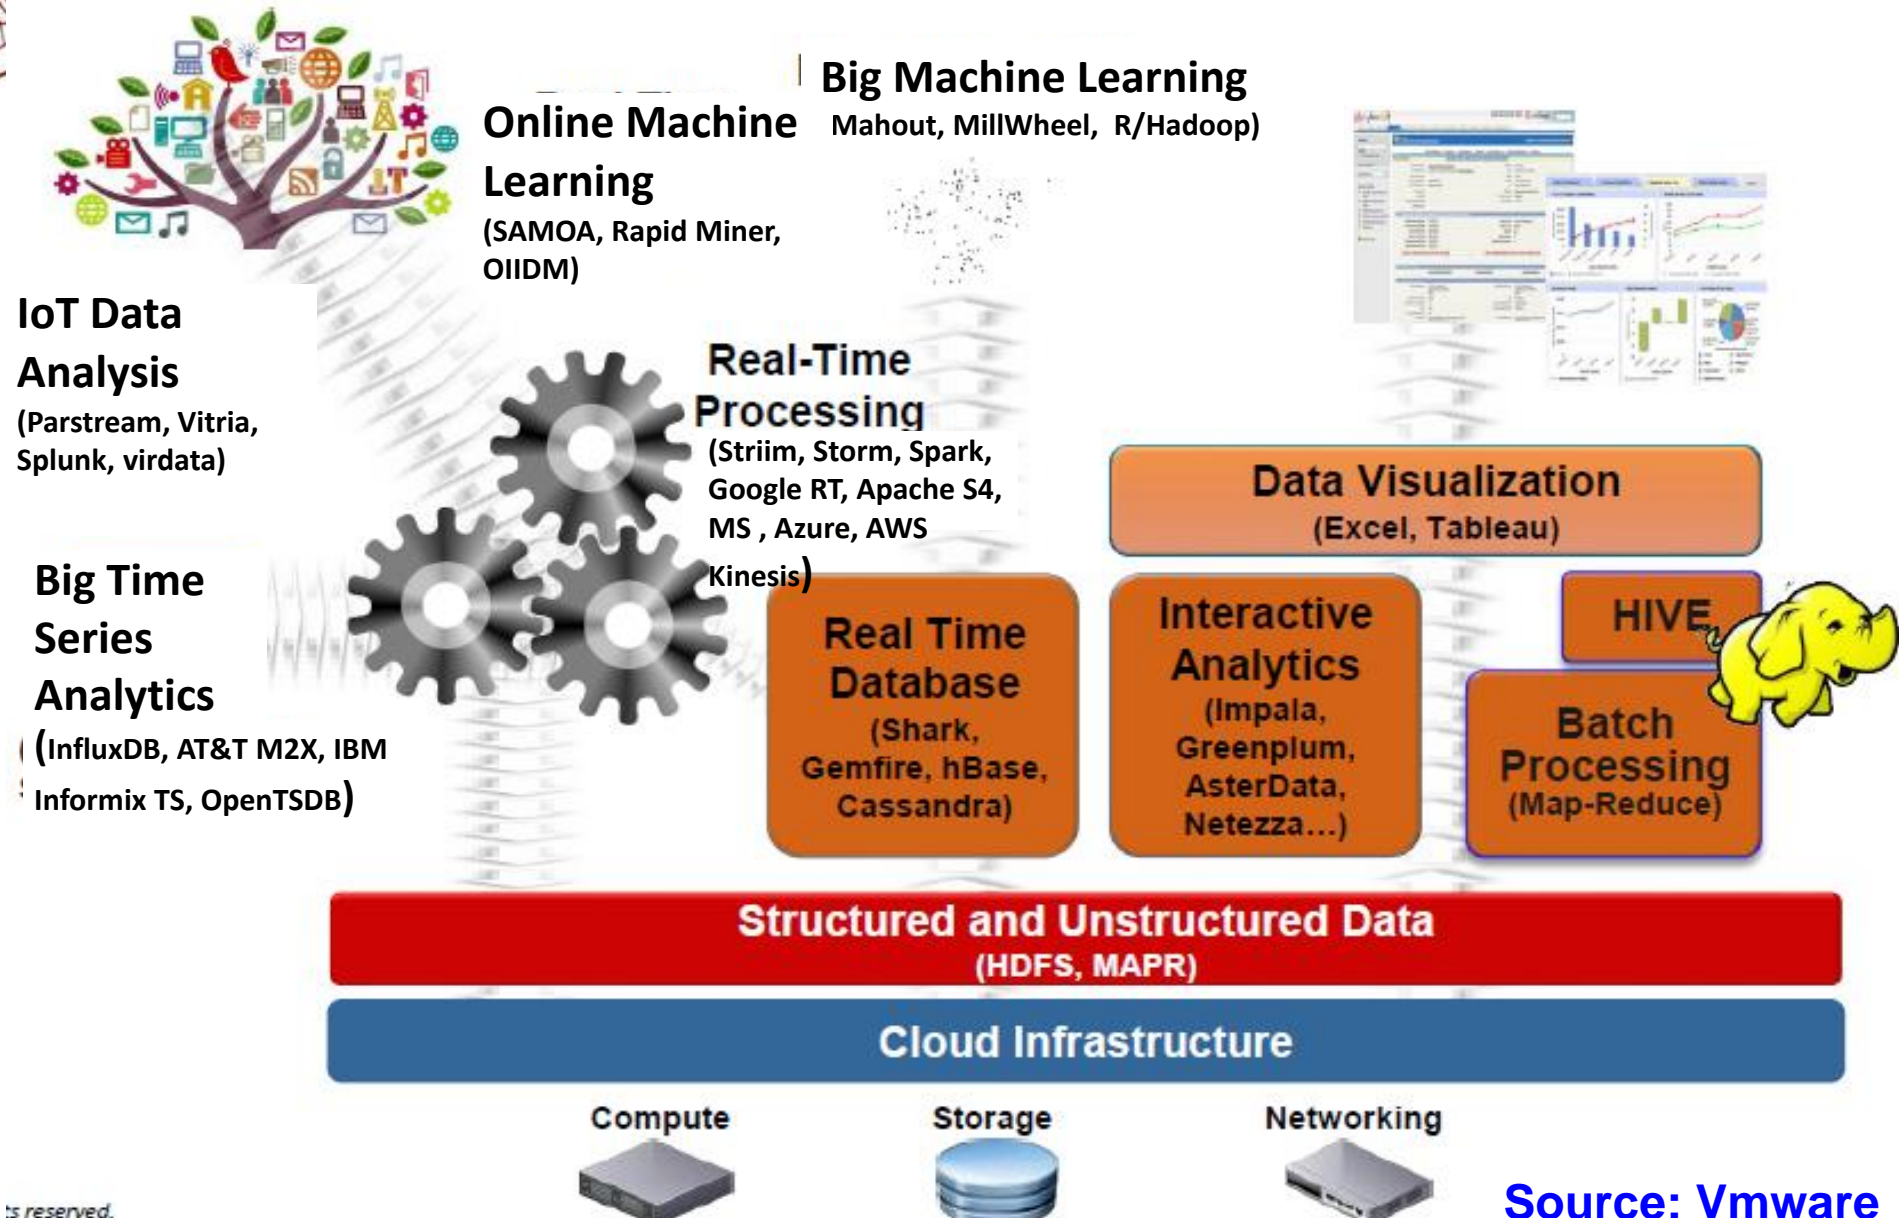 Big Machine Learning
Mahout, MillWheel,  R/Hadoop)
Online Machine
Learning
(SAMOA, Rapid Miner,
OIIDM)
IoT Data
Analysis
(Parstream, Vitria,
Splunk, virdata)
Real-Time
Processing
(Striim, Storm, Spark,
Google RT, Apache S4,
MS , Azure, AWS
Kinesis)
Big Time
Series
Analytics
(InfluxDB, AT&T M2X, IBM
Informix TS, OpenTSDB)
Data Visualization
(Excel, Tableau)
Real Time
Database
(Shark,
Gemfire, hBase,
Cassandra)
Interactive
Analytics
(Impala,
Greenplum,
AsterData,
Netezza...)
HIVE
Batch
Processing
(Map-Reduce)
Structured and Unstructured Data
(HDFS, MAPR)
Cloud Infrastructure
Compute
Storage
Networking
Source: Vmware
reserved.